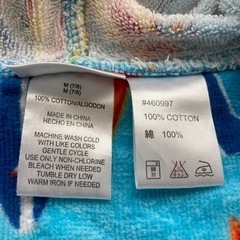 M (7/8)
M (7/8)
100% COTTON/ALGODON
MADE IN CHINA
HECHO EN CHINA
MACHINE WASH COLD
WITH LIKE COLORS
GENTLE CYCLE
USE ONLY NON-CHLORINE
BLEACH WHEN NEEDED
TUMBLE DRY LOW
WARM IRON IF NEEDED
#460997
100% COTTON
綿 100%